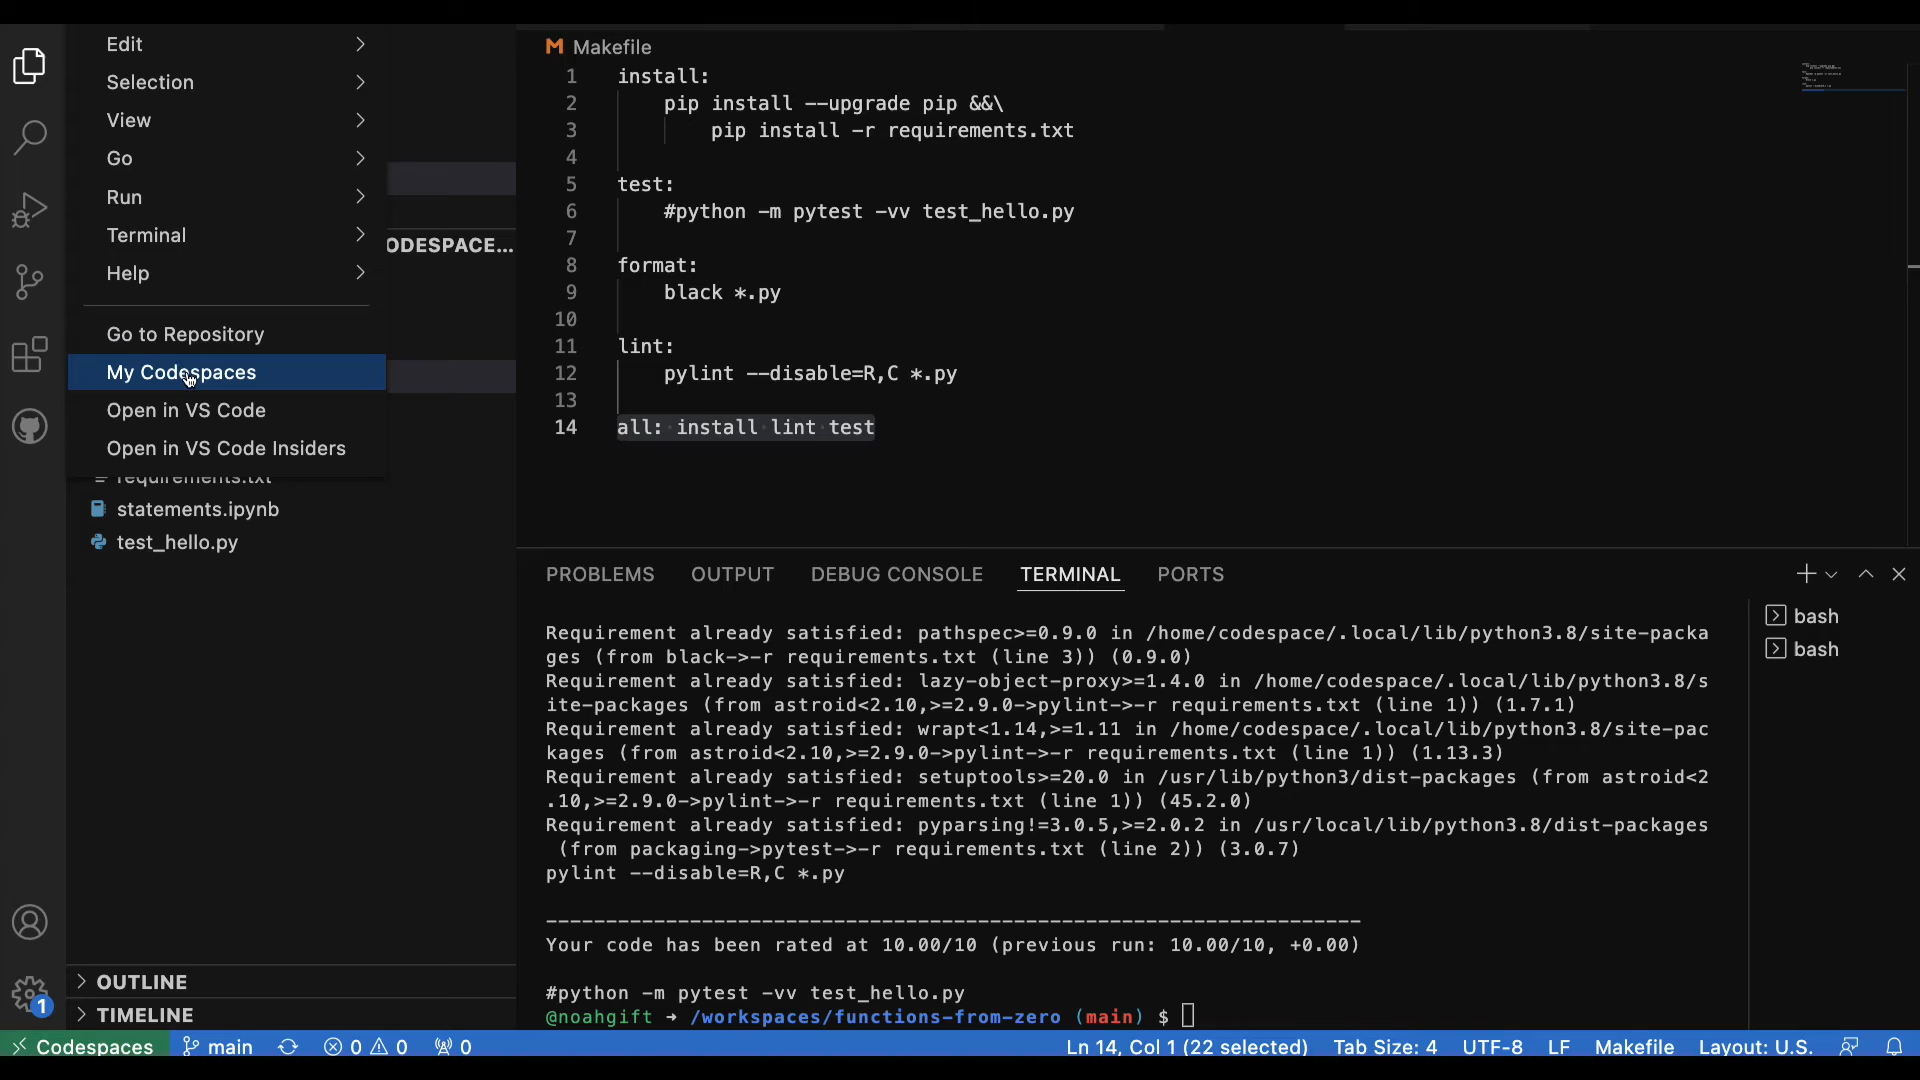 Edit
Selection
View
Go
Run
Terminal
Help
Go to Repository
My Codespaces
Open in VS Code
Open in VS Code Insiders
ODESPACE...
requirements.txt
statements.ipynb
test_hello.py
OUTLINE
TIMELINE
M Makefile
1 install:
2 pip install --upgrade pip &&\
3 pip install -r requirements.txt
4
5 test:
6 #python -m pytest -vv test_hello.py
7
8 format:
9 black *.py
10
11 lint:
12 pylint --disable=R,C *.py
13
14 all: install lint test
PROBLEMS OUTPUT DEBUG CONSOLE TERMINAL PORTS
Requirement already satisfied: pathspec>=0.9.0 in /home/codespace/.local/lib/python3.8/site-packa
ges (from black->-r requirements.txt (line 3)) (0.9.0)
Requirement already satisfied: lazy-object-proxy>=1.4.0 in /home/codespace/.local/lib/python3.8/s
ite-packages (from astroid<2.10,>=2.9.0->pylint->-r requirements.txt (line 1)) (1.7.1)
Requirement already satisfied: wrapt<1.14,>=1.11 in /home/codespace/.local/lib/python3.8/site-pac
kages (from astroid<2.10,>=2.9.0->pylint->-r requirements.txt (line 1)) (1.13.3)
Requirement already satisfied: setuptools>=20.0 in /usr/lib/python3/dist-packages (from astroid<2
.10,>=2.9.0->pylint->-r requirements.txt (line 1)) (45.2.0)
Requirement already satisfied: pyparsing!=3.0.5,>=2.0.2 in /usr/local/lib/python3.8/dist-packages
(from packaging->pytest->-r requirements.txt (line 2)) (3.0.7)
pylint --disable=R,C *.py
--------------------------------------------------------------------
Your code has been rated at 10.00/10 (previous run: 10.00/10, +0.00)
#python -m pytest -vv test_hello.py
@noahgift → /workspaces/functions-from-zero (main) $
bash
bash
1
Codespaces main 0 0 0 Ln 14, Col 1 (22 selected) Tab Size: 4 UTF-8 LF Makefile Layout: U.S.